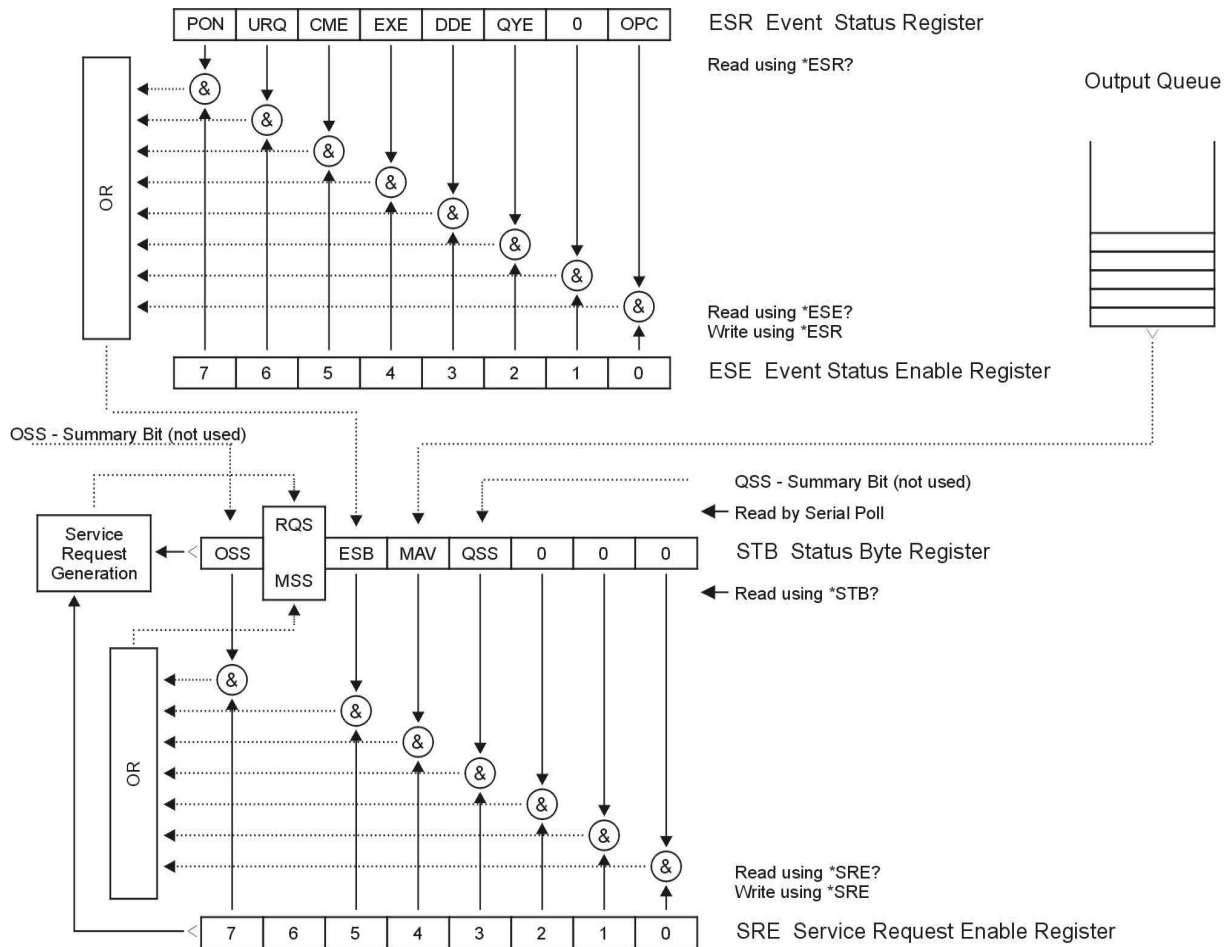 PON URQ CME EXE DDE QYE 0 OPC
ESR Event Status Register
Read using *ESR?
Output Queue
&
&
&
&
&
&
&
&
OR
Read using *ESE?
Write using *ESR
7 6 5 4 3 2 1 0
ESE Event Status Enable Register
OSS - Summary Bit (not used)
QSS - Summary Bit (not used)
Read by Serial Poll
Service
Request
Generation
RQS
MSS
OSS ESB MAV QSS 0 0 0
STB Status Byte Register
Read using *STB?
&
&
&
&
&
&
&
OR
Read using *SRE?
Write using *SRE
7 6 5 4 3 2 1 0
SRE Service Request Enable Register